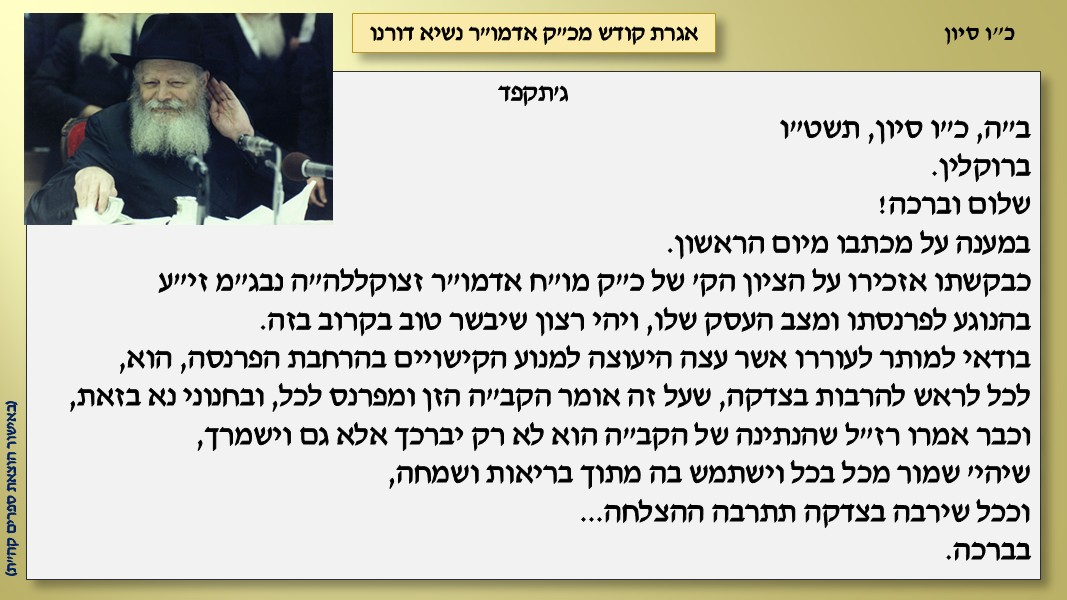 כ״ו סיון
אגרת קודש מכ״ק אדמו״ר נשיא דורנו
ג׳תקפד
ב״ה, כ״ו סיון, תשט״ו
ברוקלין.
שלום וברכה!
במענה על מכתבו מיום הראשון.
כבקשתו אזכירו על הציון הק׳ של כ״ק מו״ח אדמו״ר זצוקללה״ה נבג״מ זי״ע
בהנוגע לפרנסתו ומצב העסק שלו, ויהי רצון שיבשר טוב בקרוב בזה.
בודאי למותר לעוררו אשר עצה היעוצה למנוע הקישויים בהרחבת הפרנסה, הוא,
לכל לראש להרבות בצדקה, שעל זה אומר הקב״ה הזן ומפרנס לכל, ובחנוני נא בזאת,
וכבר אמרו רז״ל שהנתינה של הקב״ה הוא לא רק יברכך אלא גם וישמרך,
שיהי׳ שמור מכל בכל וישתמש בה מתוך בריאות ושמחה,
וככל שירבה בצדקה תתרבה ההצלחה...
בברכה.
(באשור הוצאת ספרים קה״ת)